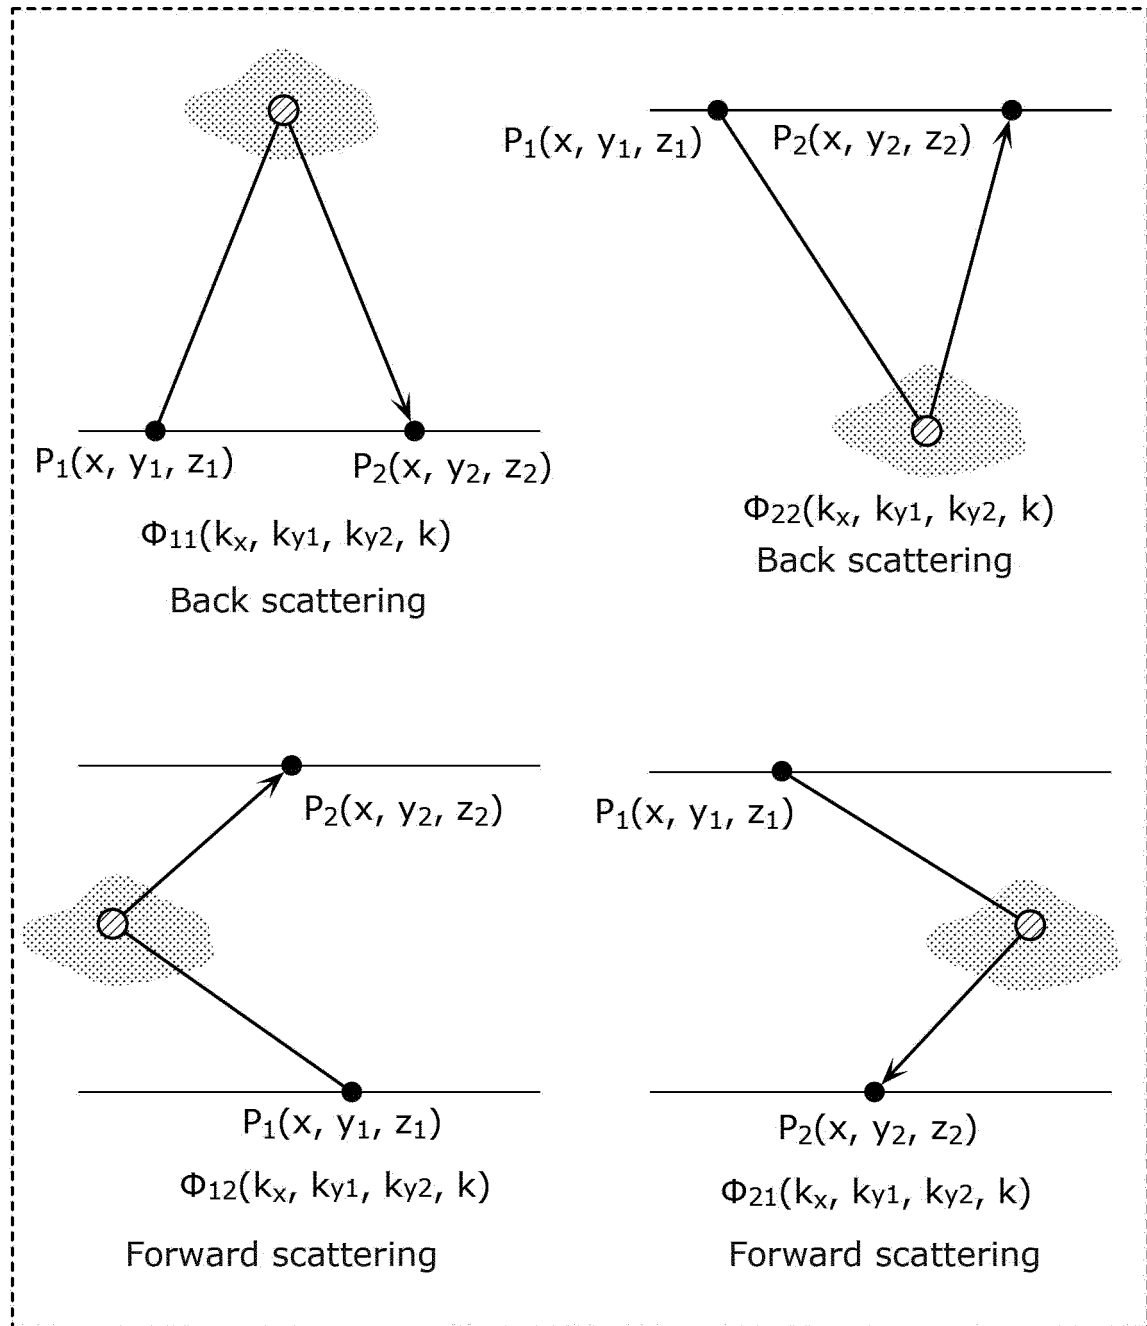 P₁(x, y₁, z₁) P₂(x, y₂, z₂)
Φ₁₁(kₓ, ky₁, ky₂, k)
Back scattering
P₁(x, y₁, z₁) P₂(x, y₂, z₂)
Φ₂₂(kₓ, ky₁, ky₂, k)
Back scattering
P₂(x, y₂, z₂)
P₁(x, y₁, z₁)
Φ₁₂(kₓ, ky₁, ky₂, k)
Forward scattering
P₁(x, y₁, z₁)
P₂(x, y₂, z₂)
Φ₂₁(kₓ, ky₁, ky₂, k)
Forward scattering